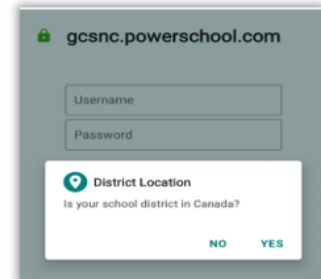 gcsnc.powerschool.com
Username
Password
District Location
Is your school district in Canada?
NO YES